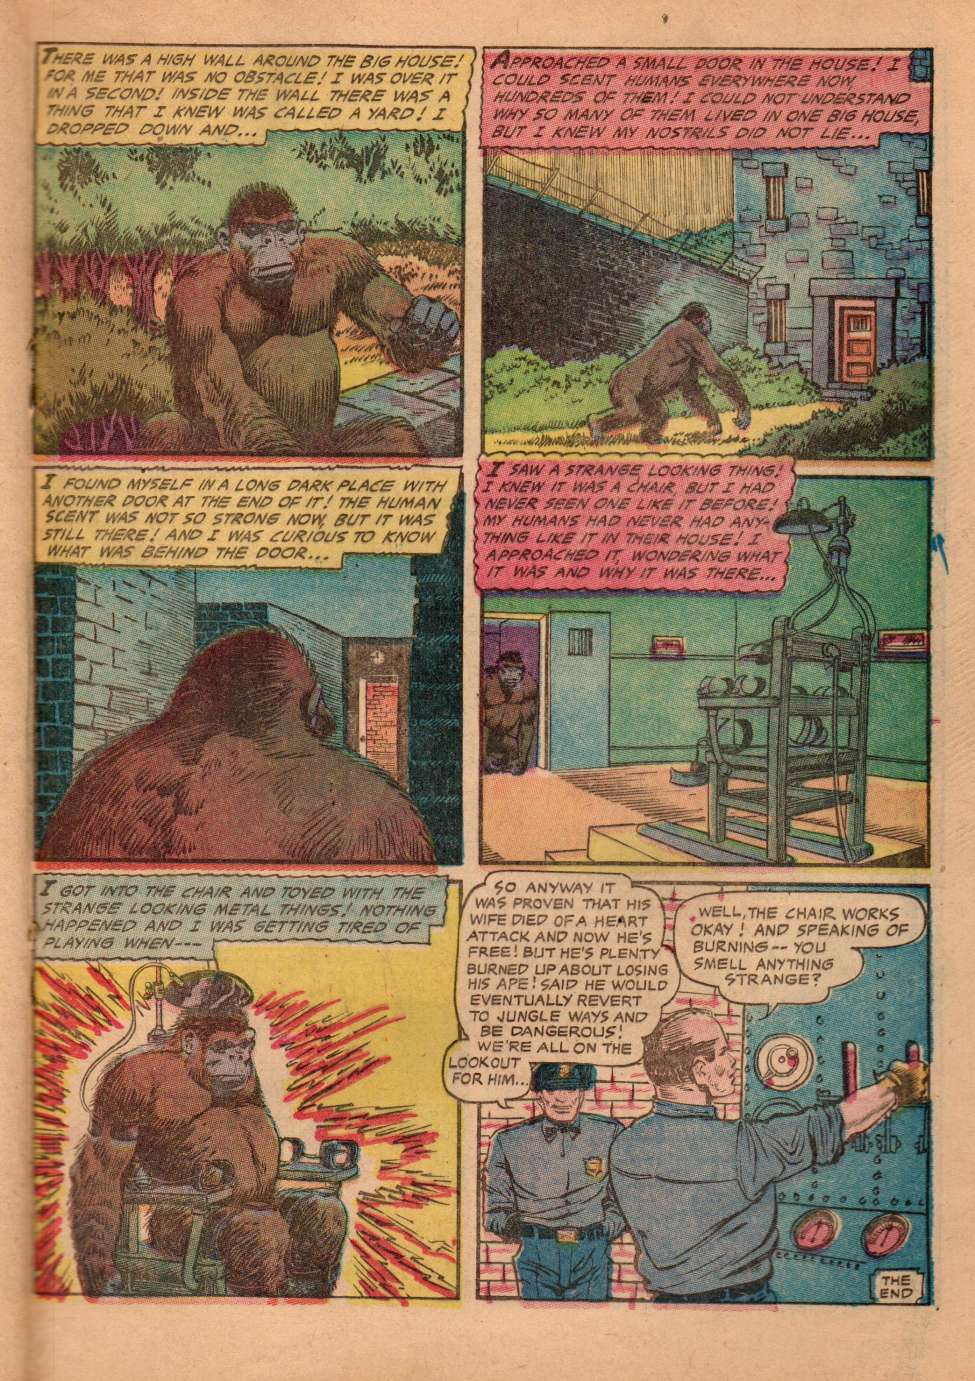 THERE WAS A HIGH WALL AROUND THE BIG HOUSE!
FOR ME THAT WAS NO OBSTACLE! I WAS OVER IT
IN A SECOND! INSIDE THE WALL THERE WAS A
THING THAT I KNEW WAS CALLED A YARD! I
DROPPED DOWN AND...
I APPROACHED A SMALL DOOR IN THE HOUSE! I
COULD SCENT HUMANS EVERYWHERE NOW,
HUNDREDS OF THEM! I COULD NOT UNDERSTAND
WHY SO MANY OF THEM LIVED IN ONE BIG HOUSE,
BUT I KNEW MY NOSTRILS DID NOT LIE...
I FOUND MYSELF IN A LONG DARK PLACE WITH
ANOTHER DOOR AT THE END OF IT! THE HUMAN
SCENT WAS NOT SO STRONG NOW, BUT IT WAS
STILL THERE! AND I WAS CURIOUS TO KNOW
WHAT WAS BEHIND THE DOOR...
I SAW A STRANGE LOOKING THING!
I KNEW IT WAS A CHAIR, BUT I HAD
NEVER SEEN ONE LIKE IT BEFORE!
MY HUMANS HAD NEVER HAD ANY-
THING LIKE IT IN THEIR HOUSE! I
APPROACHED IT, WONDERING WHAT
IT WAS AND WHY IT WAS THERE...
I GOT INTO THE CHAIR AND TOYED WITH THE
STRANGE LOOKING METAL THINGS! NOTHING
HAPPENED AND I WAS GETTING TIRED OF
PLAYING WHEN---
SO ANYWAY IT
WAS PROVEN THAT HIS
WIFE DIED OF A HEART
ATTACK AND NOW HE'S
FREE! BUT HE'S PLENTY
BURNED UP ABOUT LOSING
HIS APE! SAID HE WOULD
EVENTUALLY REVERT
TO JUNGLE WAYS AND
BE DANGEROUS!
WE'RE ALL ON THE
LOOKOUT
FOR HIM...
WELL, THE CHAIR WORKS
OKAY! AND SPEAKING OF
BURNING-- YOU
SMELL ANYTHING
STRANGE?
THE
END